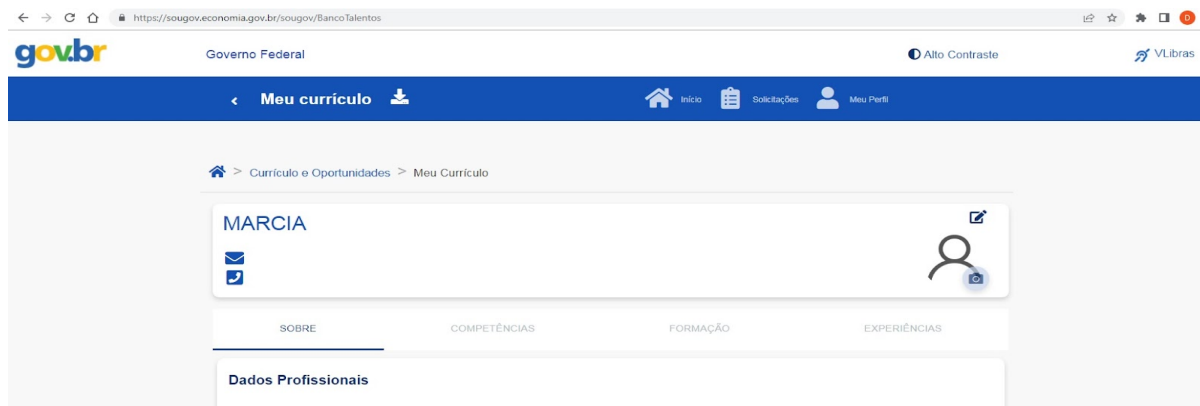 https://sougov.economia.gov.br/sougov/BancoTalentos
D
gov.br
Governo Federal
Alto Contraste
VLibras
Meu currículo
Início
Solicitações
Meu Perfil
> Currículo e Oportunidades > Meu Currículo
MARCIA
SOBRE
COMPETÊNCIAS
FORMAÇÃO
EXPERIÊNCIAS
Dados Profissionais